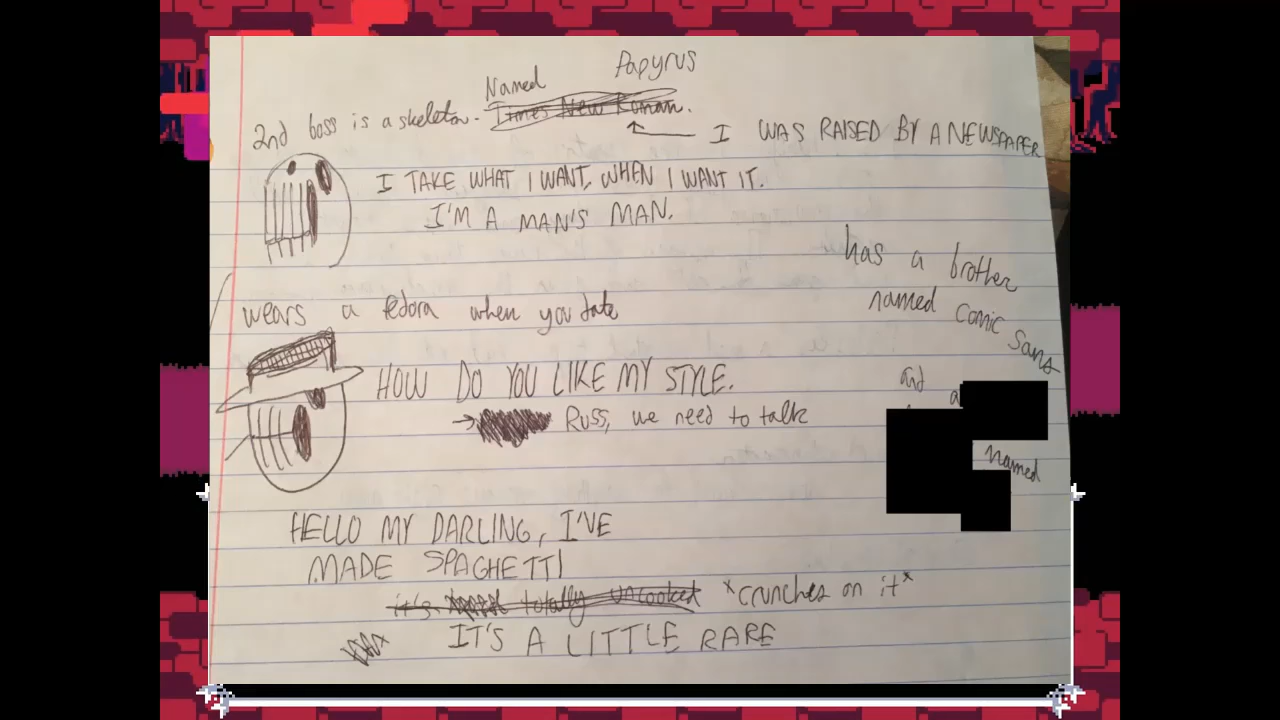 Papyrus
Named
2nd boss is a skeleton. Times New Roman.
I WAS RAISED BY A NEWSPAPER
I TAKE WHAT I WANT, WHEN I WANT IT.
I'M A MAN'S MAN.
has a brother
named Comic
Sans
wears a fedora when you date
HOW DO YOU LIKE MY STYLE.
and
a
Russ, we need to talk
named
HELLO MY DARLING, I'VE
MADE SPAGHETTI
it's totally uncooked *crunches on it*
IT'S A LITTLE RARE